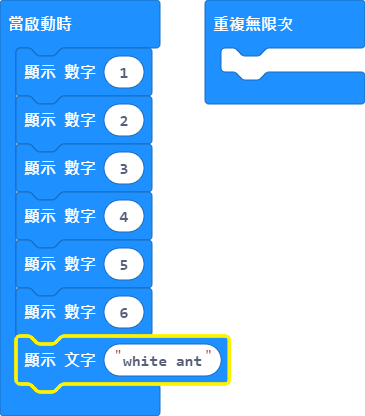 當啟動時
顯示 數字 1
顯示 數字 2
顯示 數字 3
顯示 數字 4
顯示 數字 5
顯示 數字 6
顯示 文字 "white ant"
重複無限次